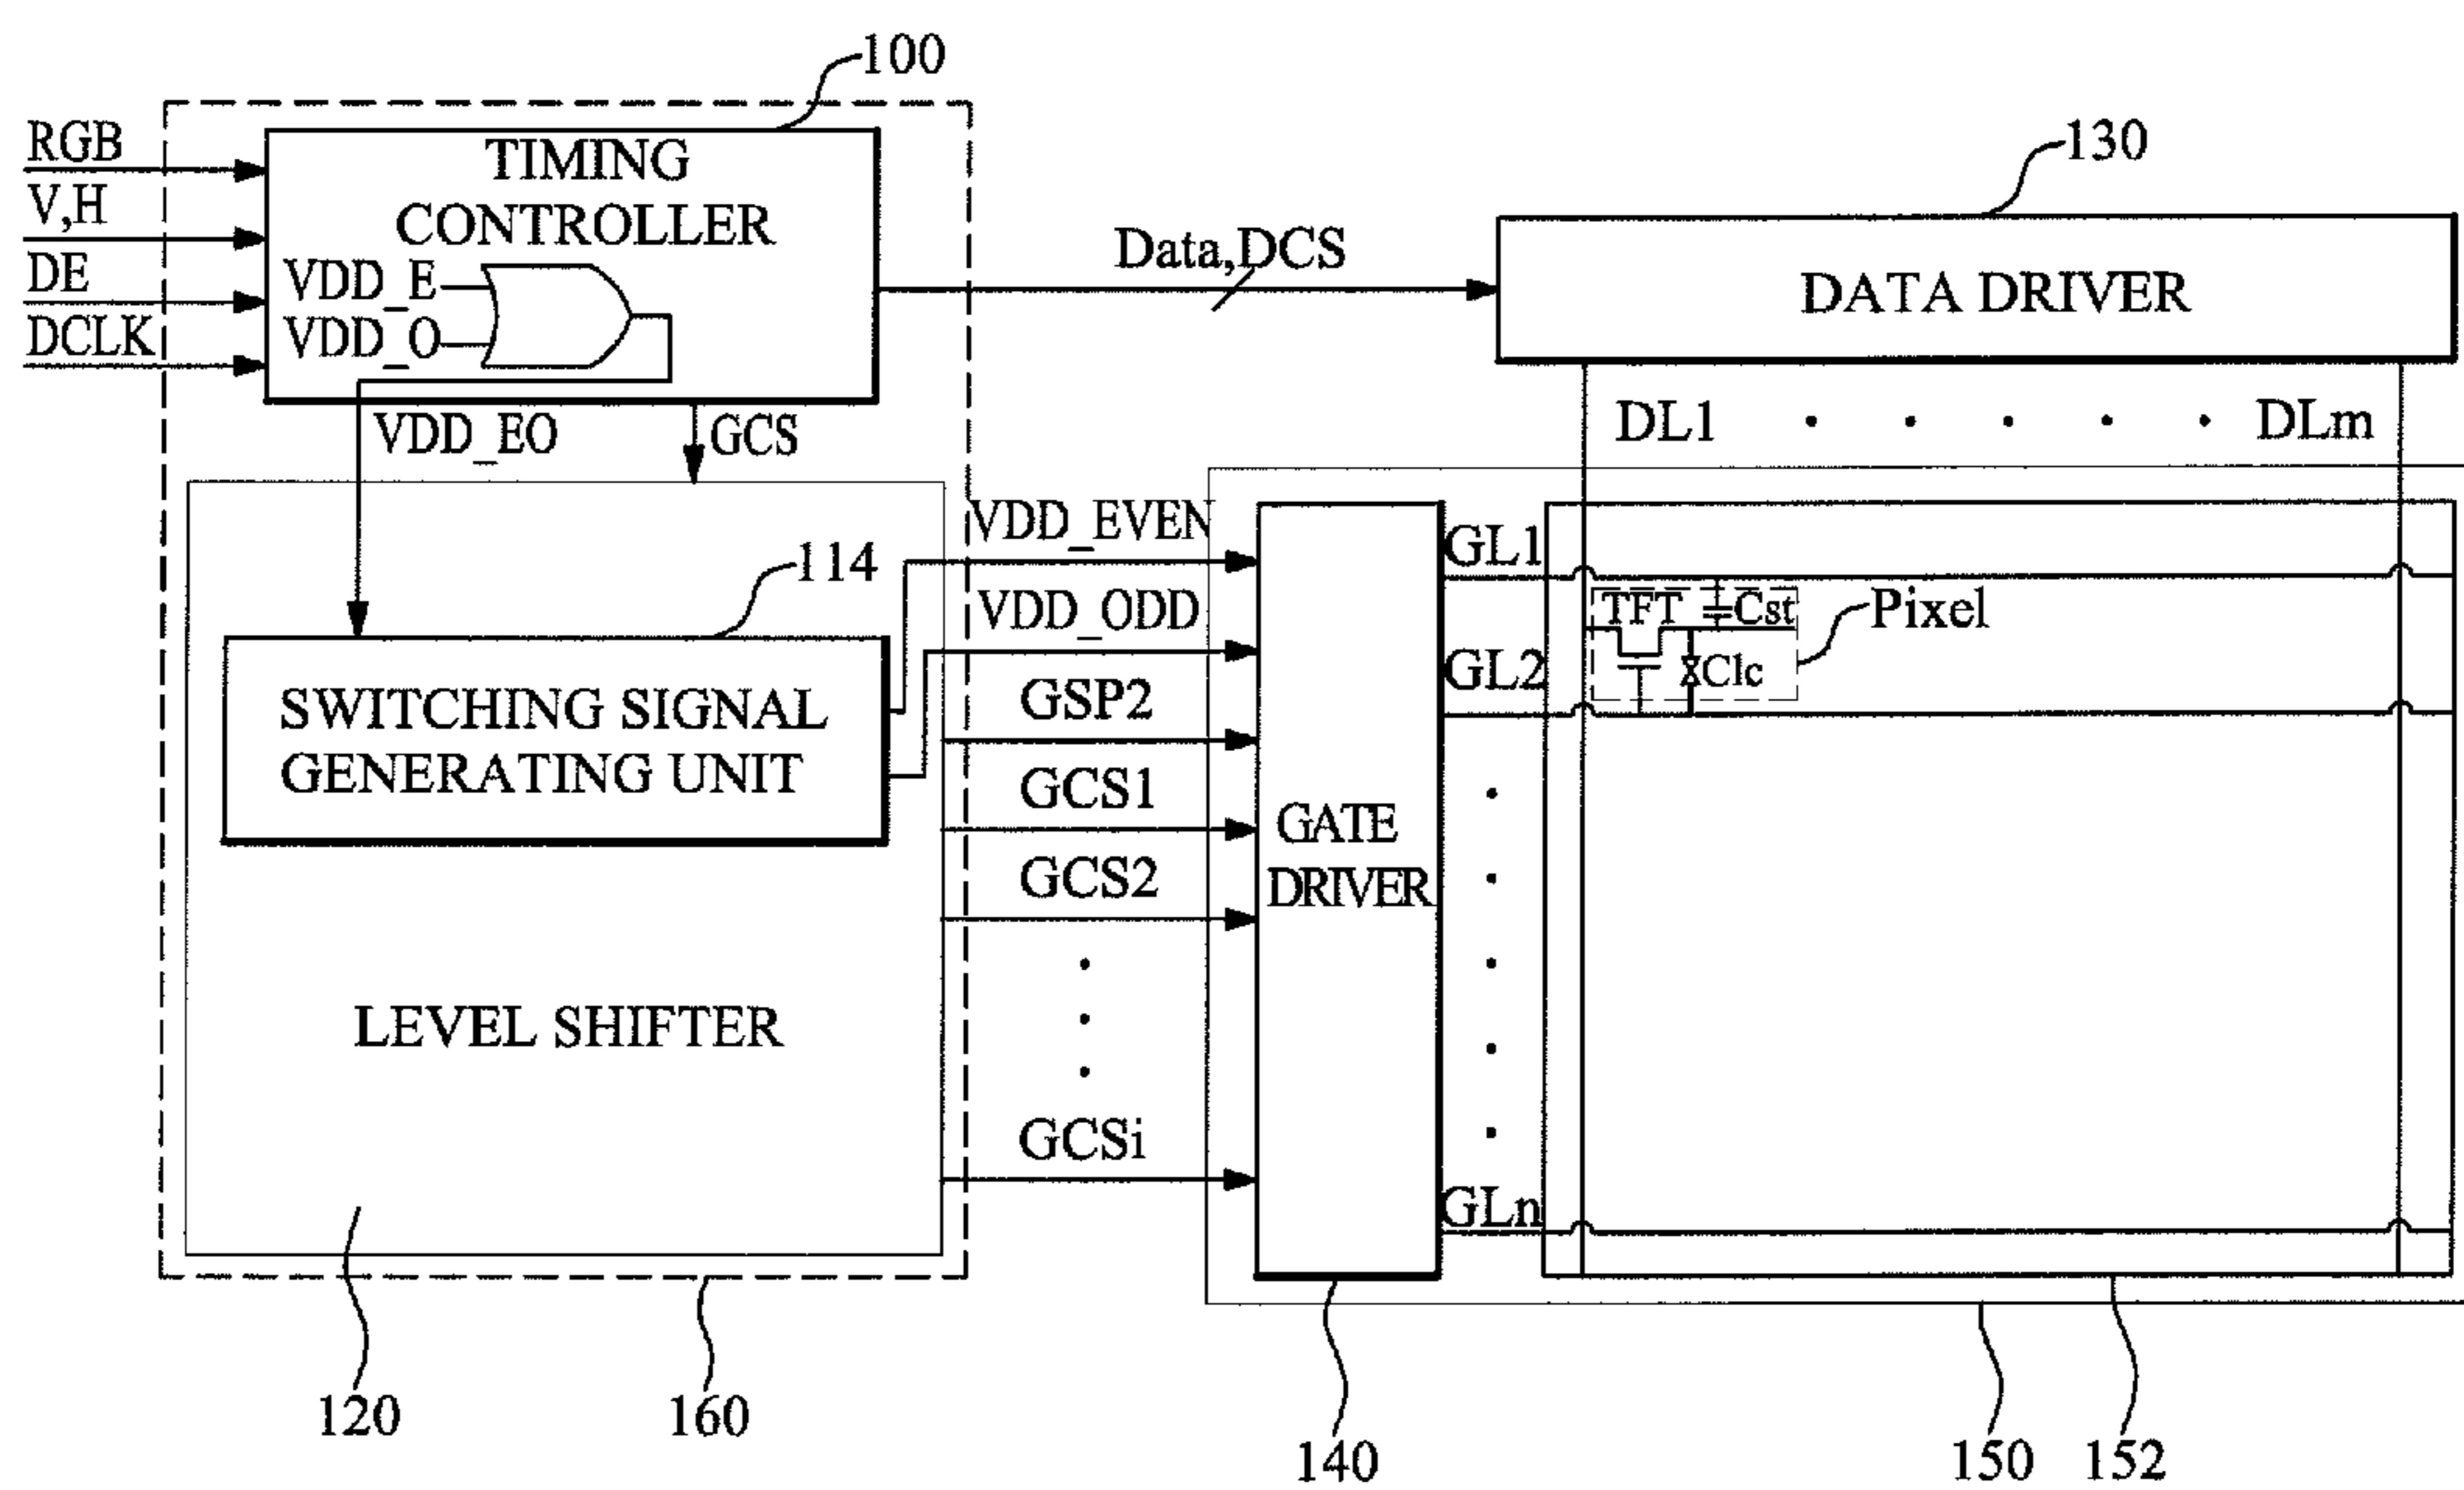 100
RGB
V,H
DE
DCLK
TIMING
CONTROLLER
VDD_E
VDD_O
VDD_EO
GCS
Data,DCS
130
DATA DRIVER
DL1 . . . . . DLm
114
SWITCHING SIGNAL
GENERATING UNIT
LEVEL SHIFTER
VDD_EVEN
VDD_ODD
GSP2
GCS1
GCS2
GCSi
GATE
DRIVER
GL1
GL2
GLn
TFT
Cst
Clc
Pixel
120
160
140
150
152